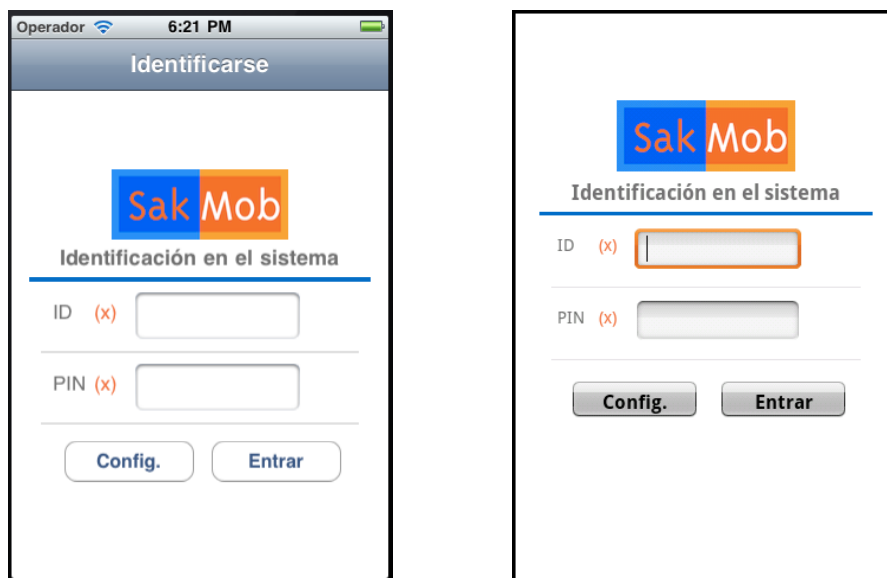 Operador 6:21 PM
Identificarse
Sak Mob
Identificación en el sistema
ID (x)
PIN (x)
Config. Entrar
Sak Mob
Identificación en el sistema
ID (x)
PIN (x)
Config. Entrar